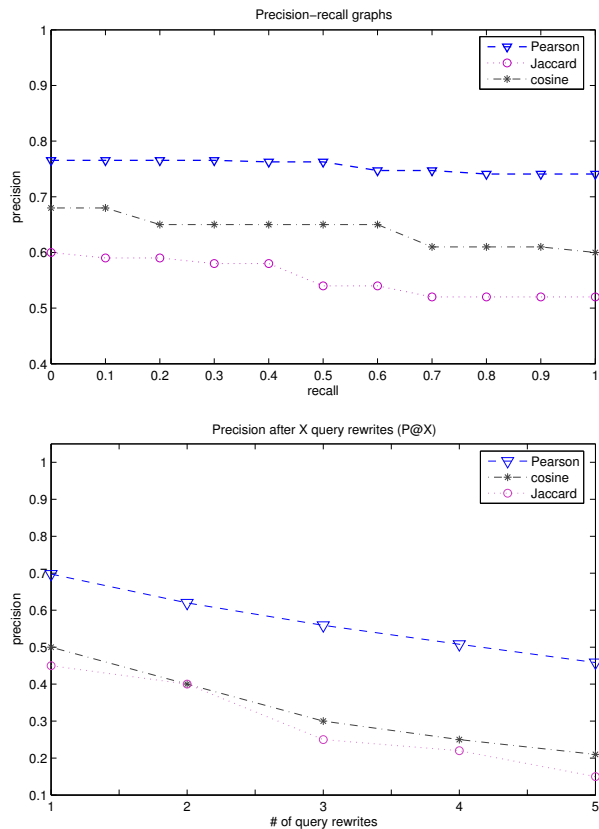 Precision−recall graphs
1
0.9
0.8
0.7
0.6
0.5
0.4
precision
Pearson
Jaccard
cosine
0 0.1 0.2 0.3 0.4 0.5 0.6 0.7 0.8 0.9 1
recall
Precision after X query rewrites (P@X)
1
0.9
0.8
0.7
0.6
0.5
0.4
0.3
0.2
0.1
precision
Pearson
cosine
Jaccard
1 2 3 4 5
# of query rewrites